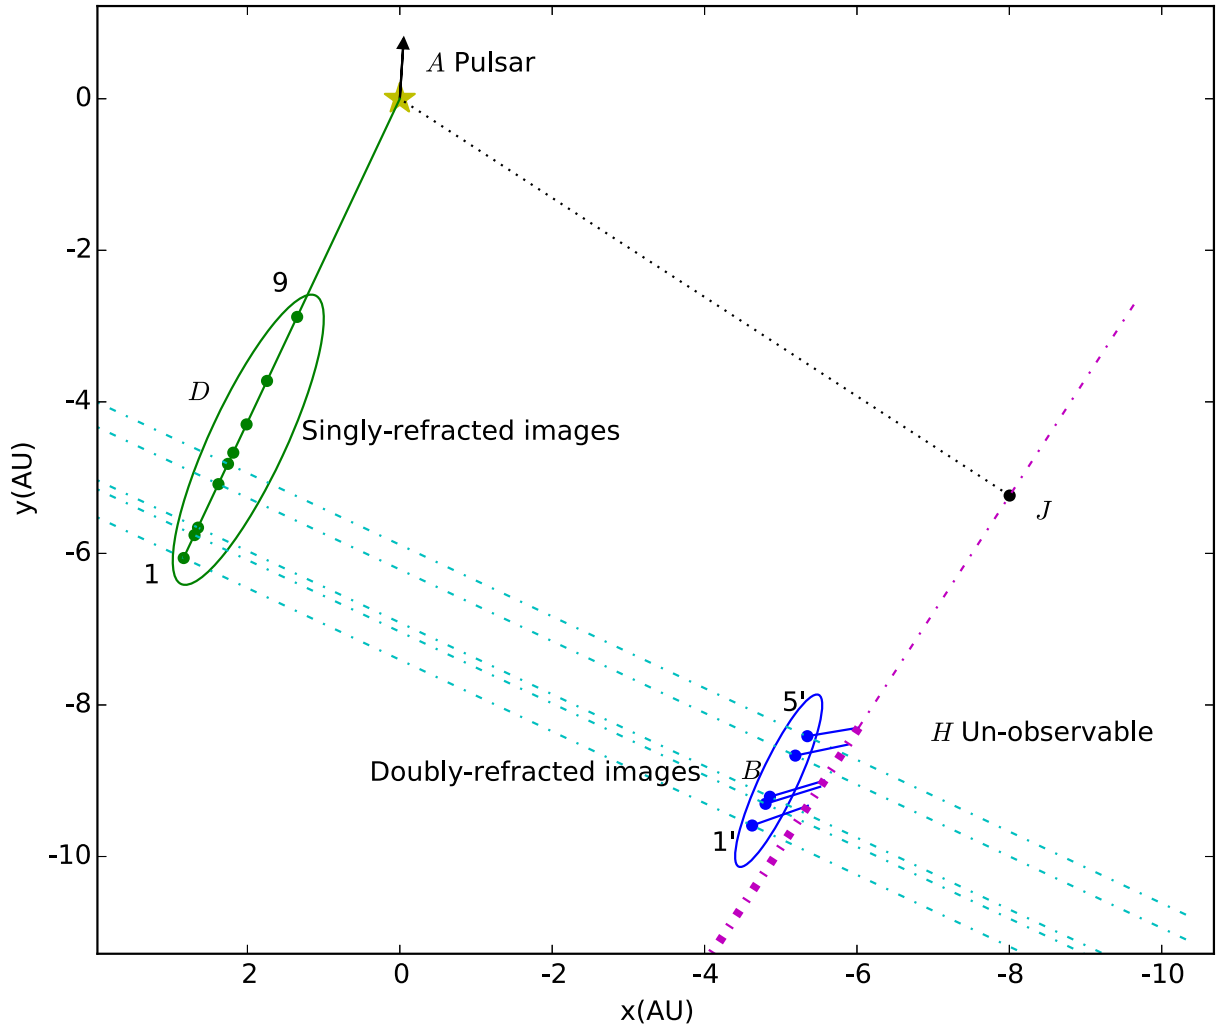 A Pulsar
0
-2
9
D
-4
Singly-refracted images
y(AU)
J
-6
1
-8
5'
H Un-observable
Doubly-refracted images
B
1'
-10
2
0
-2
-4
-6
-8
-10
x(AU)